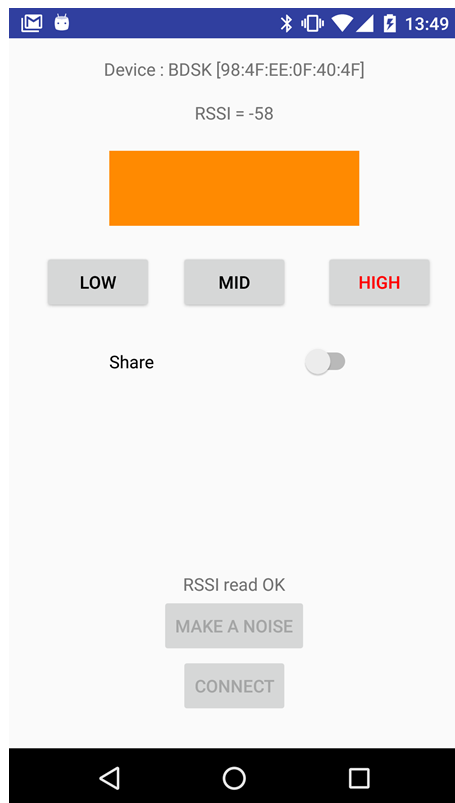 13:49
Device : BDSK [98:4F:EE:0F:40:4F]
RSSI = -58
LOW MID HIGH
Share
RSSI read OK
MAKE A NOISE
CONNECT